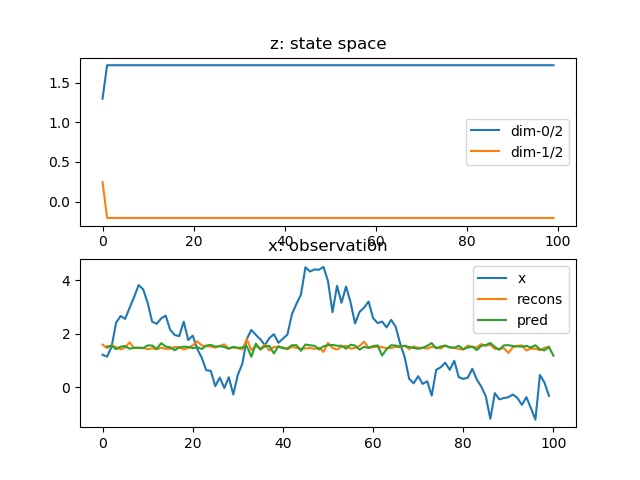 z: state space
1.5
1.0
0.5
0.0
dim-0/2
dim-1/2
0 20 40 60 80 100
x: observation
4
2
0
x
recons
pred
0 20 40 60 80 100